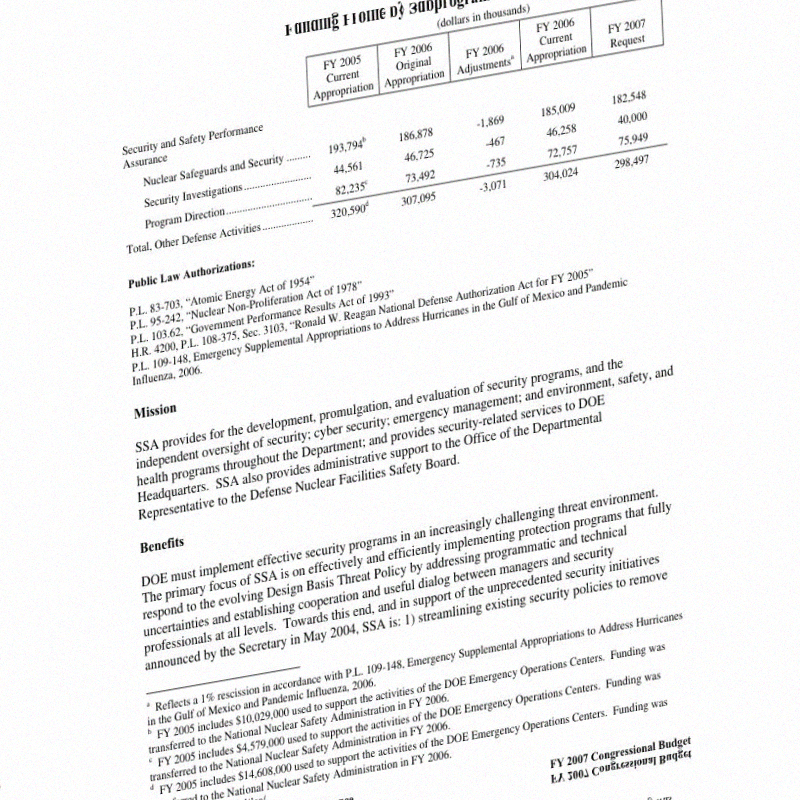 Funding Profile by Subprogram
(dollars in thousands)
FY 2005 Current Appropriation FY 2006 Original Appropriation FY 2006 Adjustmentsᵃ FY 2006 Current Appropriation FY 2007 Request
Security and Safety Performance
Assurance
Nuclear Safeguards and Security ........ 193,794ᵇ 186,878 -1,869 185,009 182,548
Security Investigations ........................ 44,561 46,725 -467 46,258 40,000
Program Direction ............................... 82,235ᶜ 73,492 -735 72,757 75,949
Total, Other Defense Activities .................. 320,590ᵈ 307,095 -3,071 304,024 298,497
Public Law Authorizations:
P.L. 83-703, “Atomic Energy Act of 1954”
P.L. 95-242, “Nuclear Non-Proliferation Act of 1978”
P.L. 103.62, “Government Performance Results Act of 1993”
H.R. 4200, P.L. 108-375, Sec. 3103, “Ronald W. Reagan National Defense Authorization Act for FY 2005”
P.L. 109-148, Emergency Supplemental Appropriations to Address Hurricanes in the Gulf of Mexico and Pandemic
Influenza, 2006.
Mission
SSA provides for the development, promulgation, and evaluation of security programs, and the
independent oversight of security; cyber security; emergency management; and environment, safety, and
health programs throughout the Department; and provides security-related services to DOE
Headquarters. SSA also provides administrative support to the Office of the Departmental
Representative to the Defense Nuclear Facilities Safety Board.
Benefits
DOE must implement effective security programs in an increasingly challenging threat environment.
The primary focus of SSA is on effectively and efficiently implementing protection programs that fully
respond to the evolving Design Basis Threat Policy by addressing programmatic and technical
uncertainties and establishing cooperation and useful dialog between managers and security
professionals at all levels. Towards this end, and in support of the unprecedented security initiatives
announced by the Secretary in May 2004, SSA is: 1) streamlining existing security policies to remove
ᵃ Reflects a 1% rescission in accordance with P.L. 109-148, Emergency Supplemental Appropriations to Address Hurricanes
in the Gulf of Mexico and Pandemic Influenza, 2006.
ᵇ FY 2005 includes $10,029,000 used to support the activities of the DOE Emergency Operations Centers. Funding was
transferred to the National Nuclear Safety Administration in FY 2006.
ᶜ FY 2005 includes $4,579,000 used to support the activities of the DOE Emergency Operations Centers. Funding was
transferred to the National Nuclear Safety Administration in FY 2006.
ᵈ FY 2005 includes $14,608,000 used to support the activities of the DOE Emergency Operations Centers. Funding was
to the National Nuclear Safety Administration in FY 2006.
FY 2007 Congressional Budget